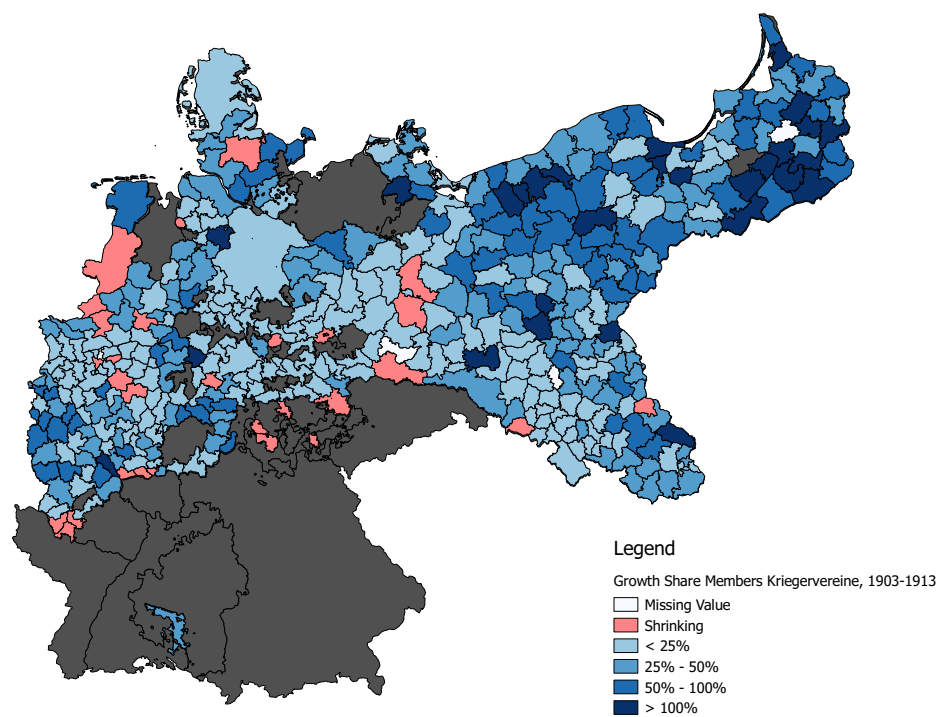 Legend
Growth Share Members Kriegervereine, 1903-1913
Missing Value
Shrinking
< 25%
25% - 50%
50% - 100%
> 100%